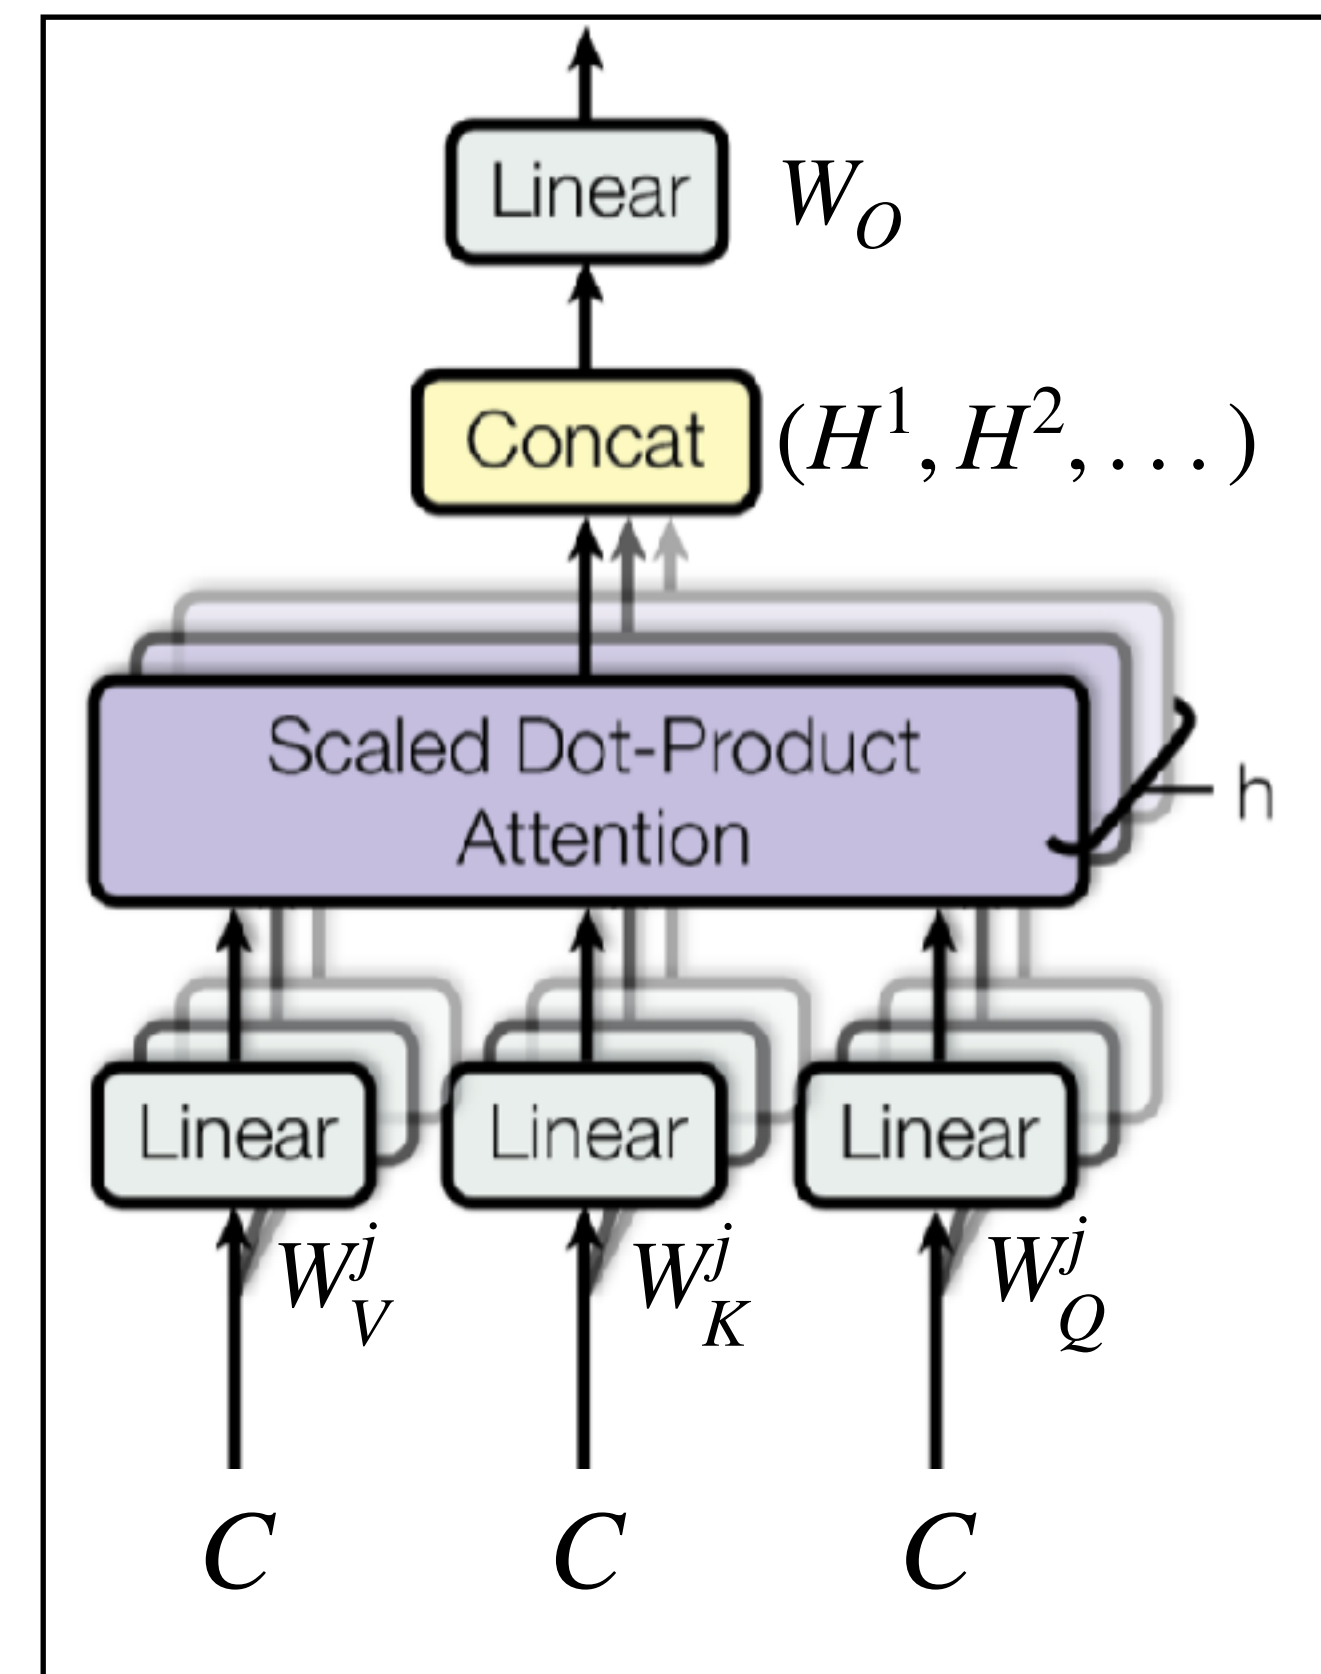 Linear W_O
Concat (H^1, H^2, ...)
Scaled Dot-Product
Attention
h
Linear Linear Linear
W_V^j W_K^j W_Q^j
C C C